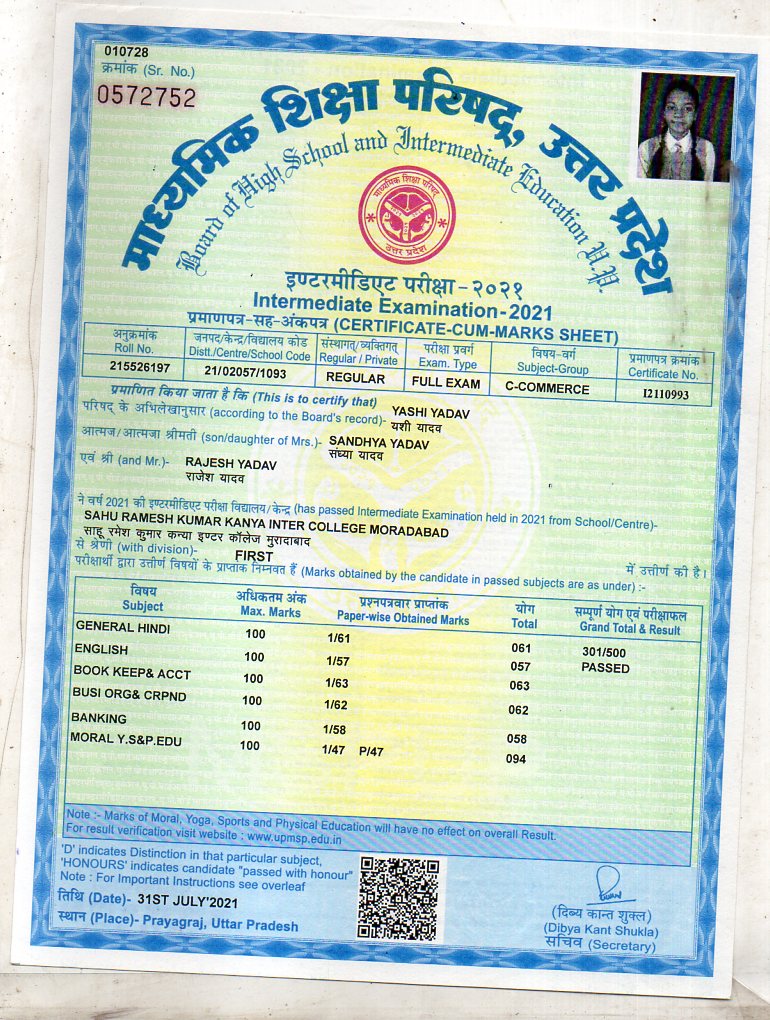 010728
क्रमांक (Sr. No.)
0572752
माध्यमिक शिक्षा परिषद्, उत्तर प्रदेश
Board of High School and Intermediate Education U.P.
माध्यमिक शिक्षा परिषद्
उत्तर प्रदेश
इण्टरमीडिएट परीक्षा - २०२१
Intermediate Examination - 2021
प्रमाणपत्र-सह-अंकपत्र (CERTIFICATE-CUM-MARKS SHEET)
अनुक्रमांक जनपद/केन्द्र/विद्यालय कोड संस्थागत्/व्यक्तिगत् परीक्षा प्रवर्ग विषय-वर्ग प्रमाणपत्र क्रमांक
Roll No. Distt./Centre/School Code Regular / Private Exam. Type Subject-Group Certificate No.
215526197 21/02057/1093 REGULAR FULL EXAM C-COMMERCE I2110993
प्रमाणित किया जाता है कि (This is to certify that)
परिषद् के अभिलेखानुसार (according to the Board's record)- YASHI YADAV
यशी यादव
आत्मज/आत्मजा श्रीमती (son/daughter of Mrs.)- SANDHYA YADAV
संध्या यादव
एवं श्री (and Mr.)- RAJESH YADAV
राजेश यादव
ने वर्ष 2021 की इण्टरमीडिएट परीक्षा विद्यालय/केन्द्र (has passed Intermediate Examination held in 2021 from School/Centre)-
SAHU RAMESH KUMAR KANYA INTER COLLEGE MORADABAD
साहू रमेश कुमार कन्या इण्टर कॉलेज मुरादाबाद
से श्रेणी (with division)- FIRST में उत्तीर्ण की है।
परीक्षार्थी द्वारा उत्तीर्ण विषयों के प्राप्तांक निम्नवत हैं (Marks obtained by the candidate in passed subjects are as under) :-
विषय अधिकतम अंक प्रश्नपत्रवार प्राप्तांक योग सम्पूर्ण योग एवं परीक्षाफल
Subject Max. Marks Paper-wise Obtained Marks Total Grand Total & Result
GENERAL HINDI 100 1/61 061 301/500
ENGLISH 100 1/57 057 PASSED
BOOK KEEP& ACCT 100 1/63 063
BUSI ORG& CRPND 100 1/62 062
BANKING 100 1/58 058
MORAL Y.S&P.EDU 100 1/47 P/47 094
Note :- Marks of Moral, Yoga, Sports and Physical Education will have no effect on overall Result.
For result verification visit website : www.upmsp.edu.in
'D' indicates Distinction in that particular subject,
'HONOURS' indicates candidate "passed with honour"
Note : For Important Instructions see overleaf
तिथि (Date)- 31ST JULY'2021
स्थान (Place)- Prayagraj, Uttar Pradesh
(दिब्य कान्त शुक्ल)
(Dibya Kant Shukla)
सचिव (Secretary)